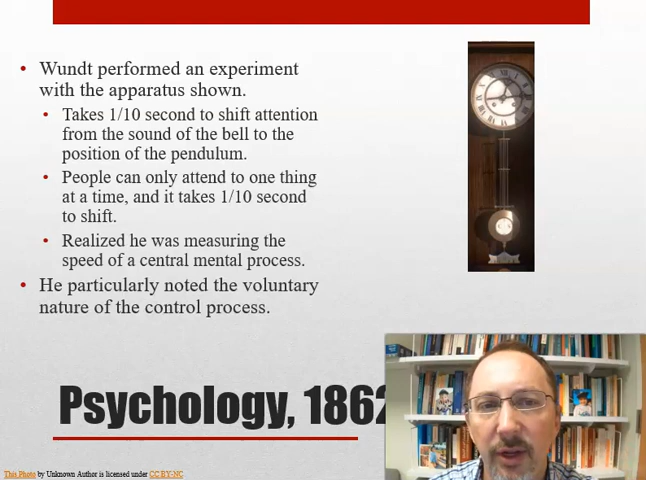 • Wundt performed an experiment
with the apparatus shown.
• Takes 1/10 second to shift attention
from the sound of the bell to the
position of the pendulum.
• People can only attend to one thing
at a time, and it takes 1/10 second
to shift.
• Realized he was measuring the
speed of a central mental process.
• He particularly noted the voluntary
nature of the control process.
Psychology, 1862
This Photo by Unknown Author is licensed under CC BY-NC